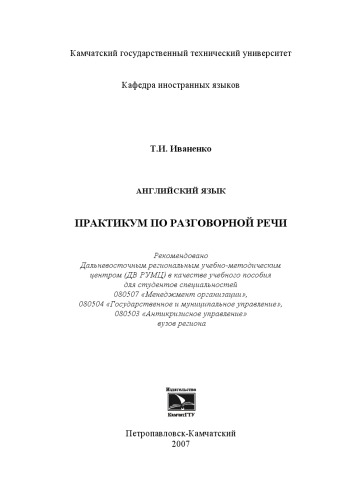 Камчатский государственный технический университет
Кафедра иностранных языков
Т.И. Иваненко
АНГЛИЙСКИЙ ЯЗЫК
ПРАКТИКУМ ПО РАЗГОВОРНОЙ РЕЧИ
Рекомендовано
Дальневосточным региональным учебно-методическим
центром (ДВ РУМЦ) в качестве учебного пособия
для студентов специальностей
080507 «Менеджмент организации»,
080504 «Государственное и муниципальное управление»,
080503 «Антикризисное управление»
вузов региона
Издательство
КамчатГТУ
Петропавловск-Камчатский
2007